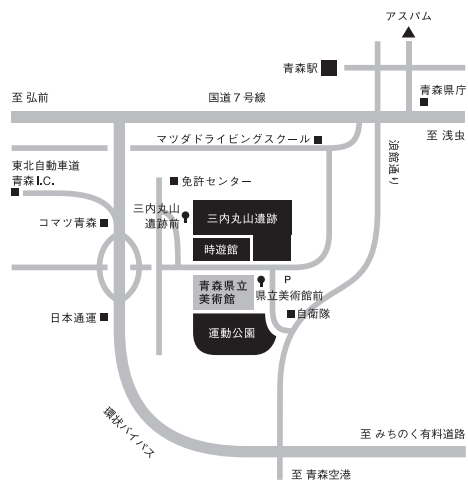 アスパム
青森駅
青森県庁
至 弘前
国道7号線
至 浅虫
マツダドライビングスクール
浪館通り
東北自動車道
青森I.C.
免許センター
三内丸山
遺跡前
三内丸山遺跡
コマツ青森
時遊館
青森県立
美術館
P
県立美術館前
自衛隊
日本通運
運動公園
環状バイパス
至 みちのく有料道路
至 青森空港